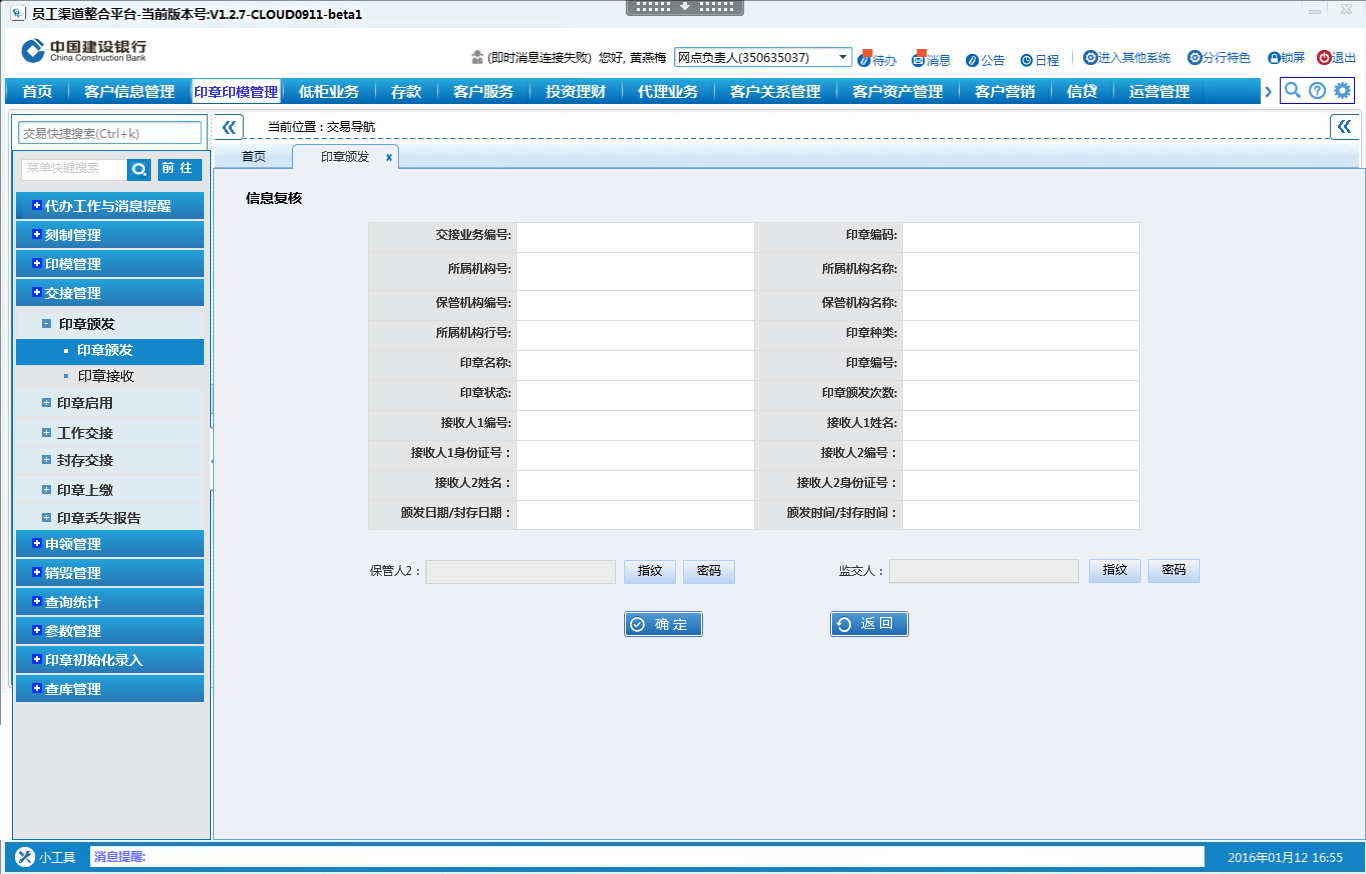 员工渠道整合平台-当前版本号:V1.2.7-CLOUD0911-beta1
中国建设银行
China Construction Bank
(即时消息连接失败) 您好, 黄燕梅 网点负责人(350635037) 待办 消息 公告 日程 进入其他系统 分行特色 锁屏 退出
首页 客户信息管理 印章印模管理 低柜业务 存款 客户服务 投资理财 代理业务 客户关系管理 客户资产管理 客户营销 信贷 运营管理
交易快捷搜索(Ctrl+k)
当前位置：交易导航
菜单快键搜索 前 往
首页 印章颁发 x
代办工作与消息提醒
刻制管理
印模管理
交接管理
印章颁发
印章颁发
印章接收
印章启用
工作交接
封存交接
印章上缴
印章丢失报告
申领管理
销毁管理
查询统计
参数管理
印章初始化录入
查库管理
信息复核
交接业务编号: 印章编码:
所属机构号: 所属机构名称:
保管机构编号: 保管机构名称:
所属机构行号: 印章种类:
印章名称: 印章编号:
印章状态: 印章颁发次数:
接收人1编号: 接收人1姓名:
接收人1身份证号： 接收人2编号：
接收人2姓名： 接收人2身份证号：
颁发日期/封存日期： 颁发时间/封存时间：
保管人2： 指纹 密码 监交人： 指纹 密码
确 定 返 回
小工具 消息提醒: 2016年01月12 16:55